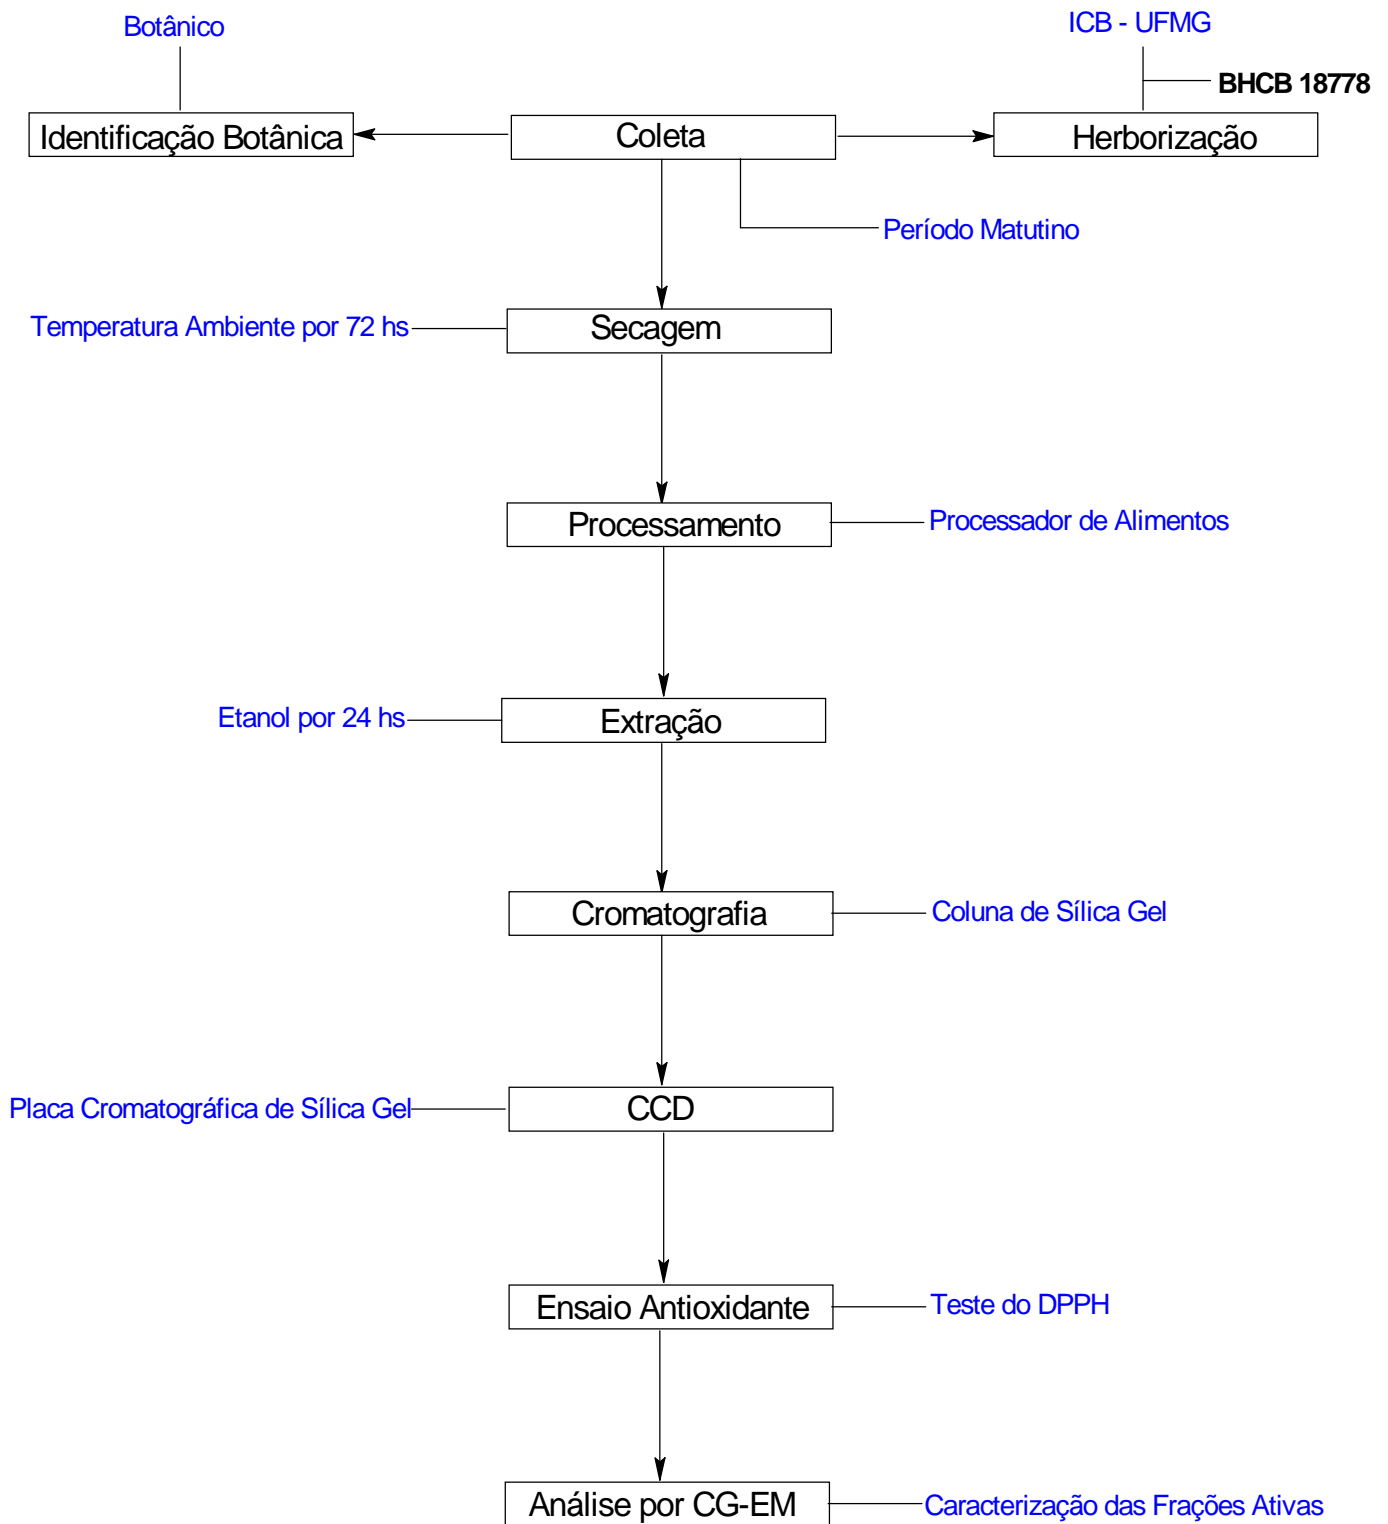 Botânico
ICB - UFMG
BHCB 18778
Identificação Botânica
Coleta
Herborização
Período Matutino
Temperatura Ambiente por 72 hs
Secagem
Processamento
Processador de Alimentos
Etanol por 24 hs
Extração
Cromatografia
Coluna de Sílica Gel
Placa Cromatográfica de Sílica Gel
CCD
Ensaio Antioxidante
Teste do DPPH
Análise por CG-EM
Caracterização das Frações Ativas